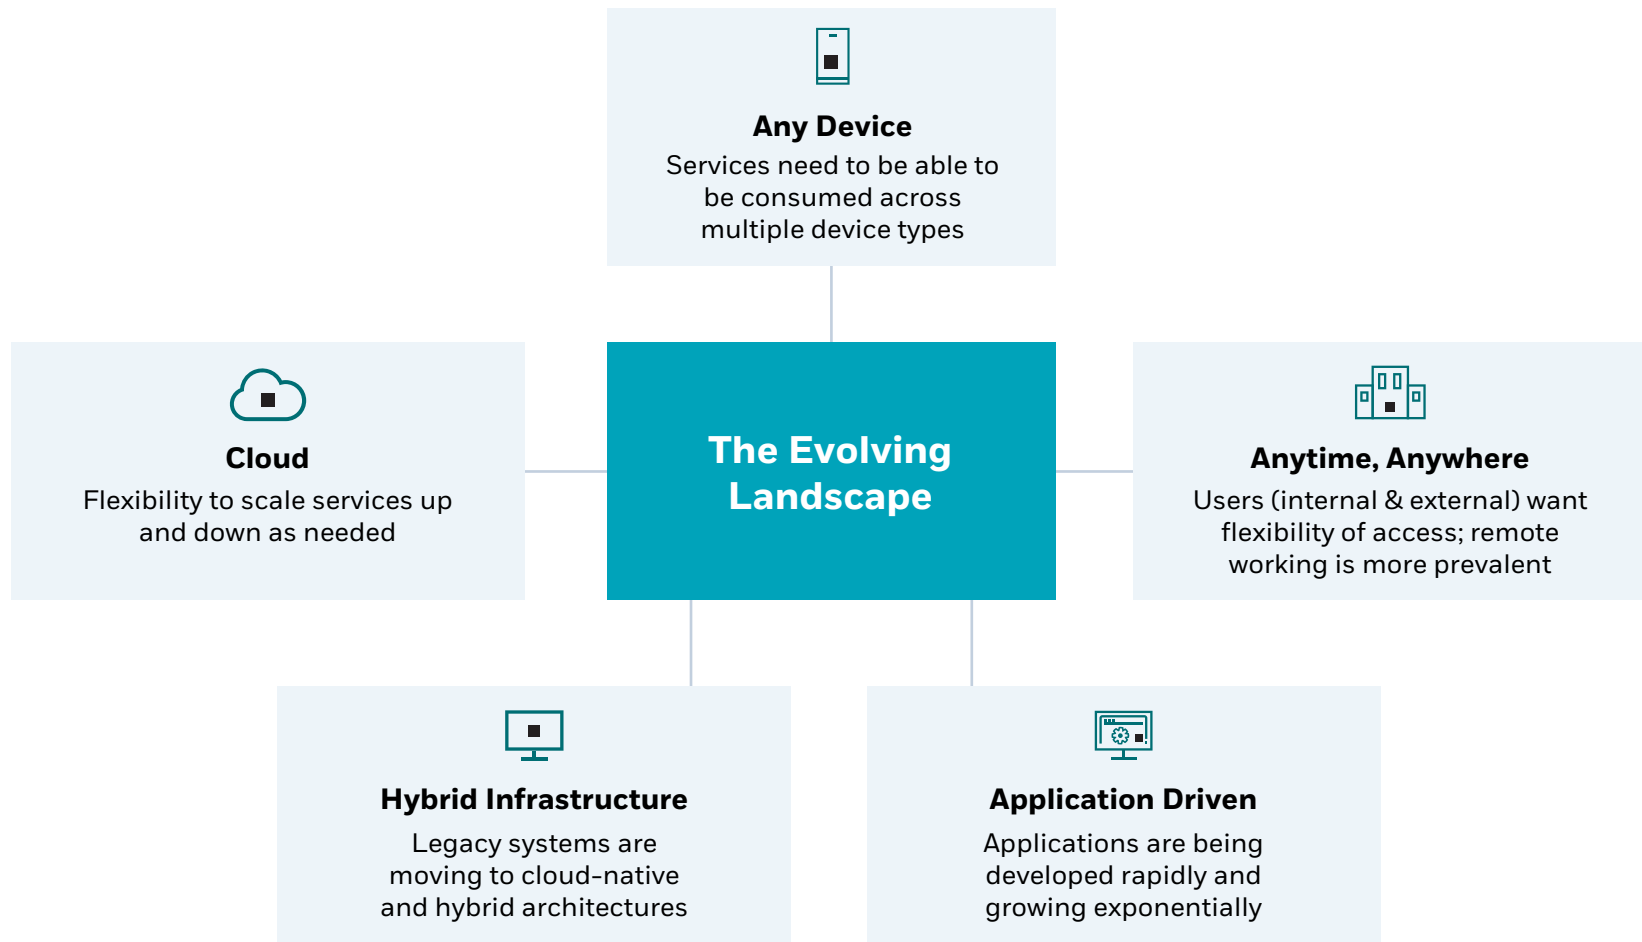 Any Device
Services need to be able to
be consumed across
multiple device types
Cloud
Flexibility to scale services up
and down as needed
The Evolving
Landscape
Anytime, Anywhere
Users (internal & external) want
flexibility of access; remote
working is more prevalent
Hybrid Infrastructure
Legacy systems are
moving to cloud-native
and hybrid architectures
Application Driven
Applications are being
developed rapidly and
growing exponentially